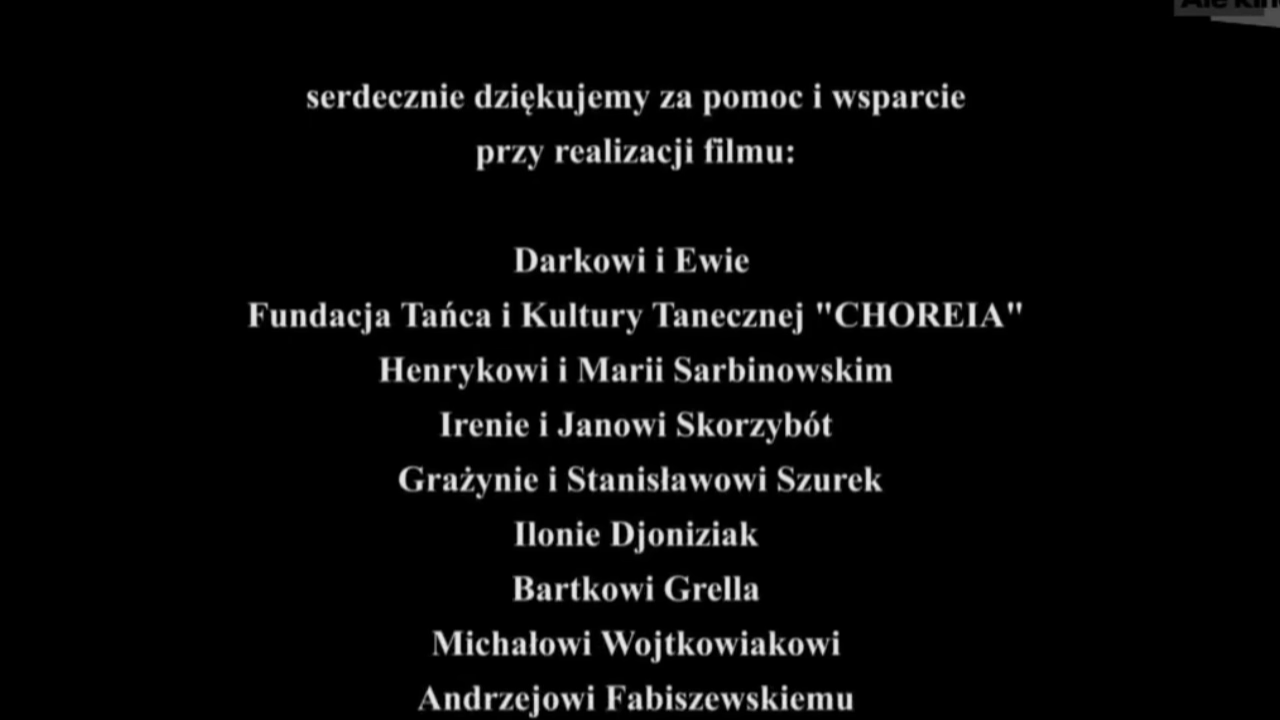 serdecznie dziękujemy za pomoc i wsparcie
przy realizacji filmu:
Darkowi i Ewie
Fundacja Tańca i Kultury Tanecznej "CHOREIA"
Henrykowi i Marii Sarbinowskim
Irenie i Janowi Skorzybót
Grażynie i Stanisławowi Szurek
Ilonie Djoniziak
Bartkowi Grella
Michałowi Wojtkowiakowi
Andrzejowi Fabiszewskiemu